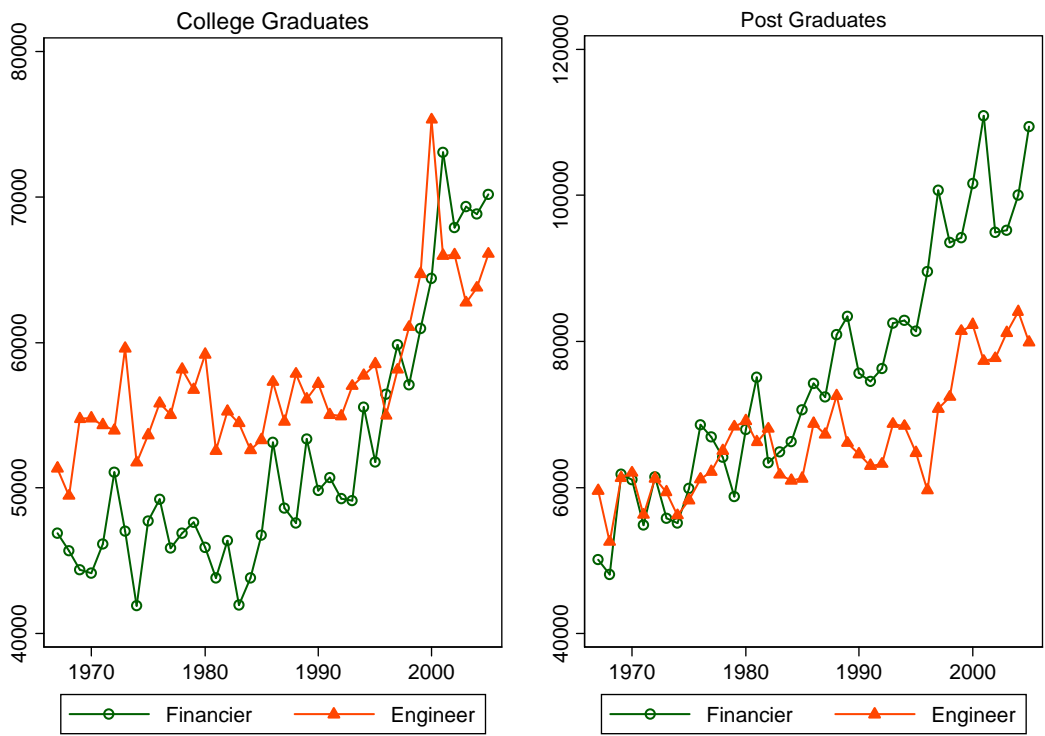 College Graduates
80000
70000
60000
50000
40000
1970 1980 1990 2000
Financier Engineer
Post Graduates
120000
100000
80000
60000
40000
1970 1980 1990 2000
Financier Engineer